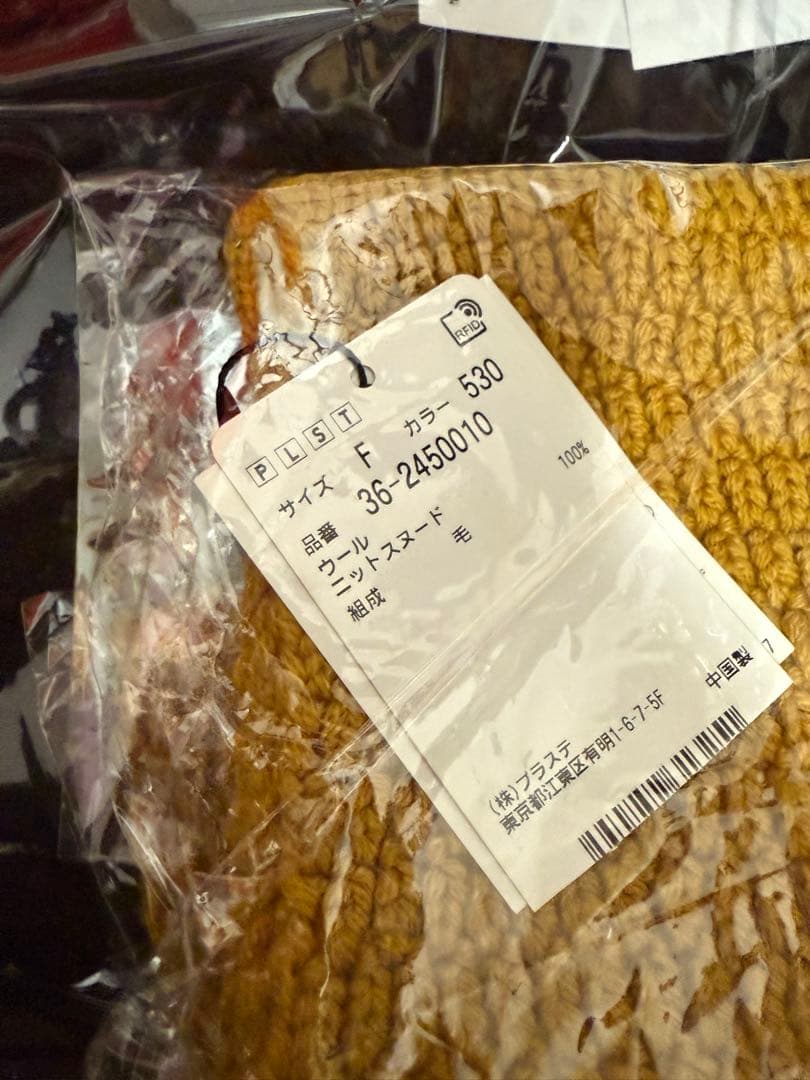 RFID
PLST
サイズ F カラー 530
品番 36-2450010
ウール
ニットスヌード
組成 毛 100%
中国製
(株)プラステ
東京都江東区有明1-6-7-5F
7